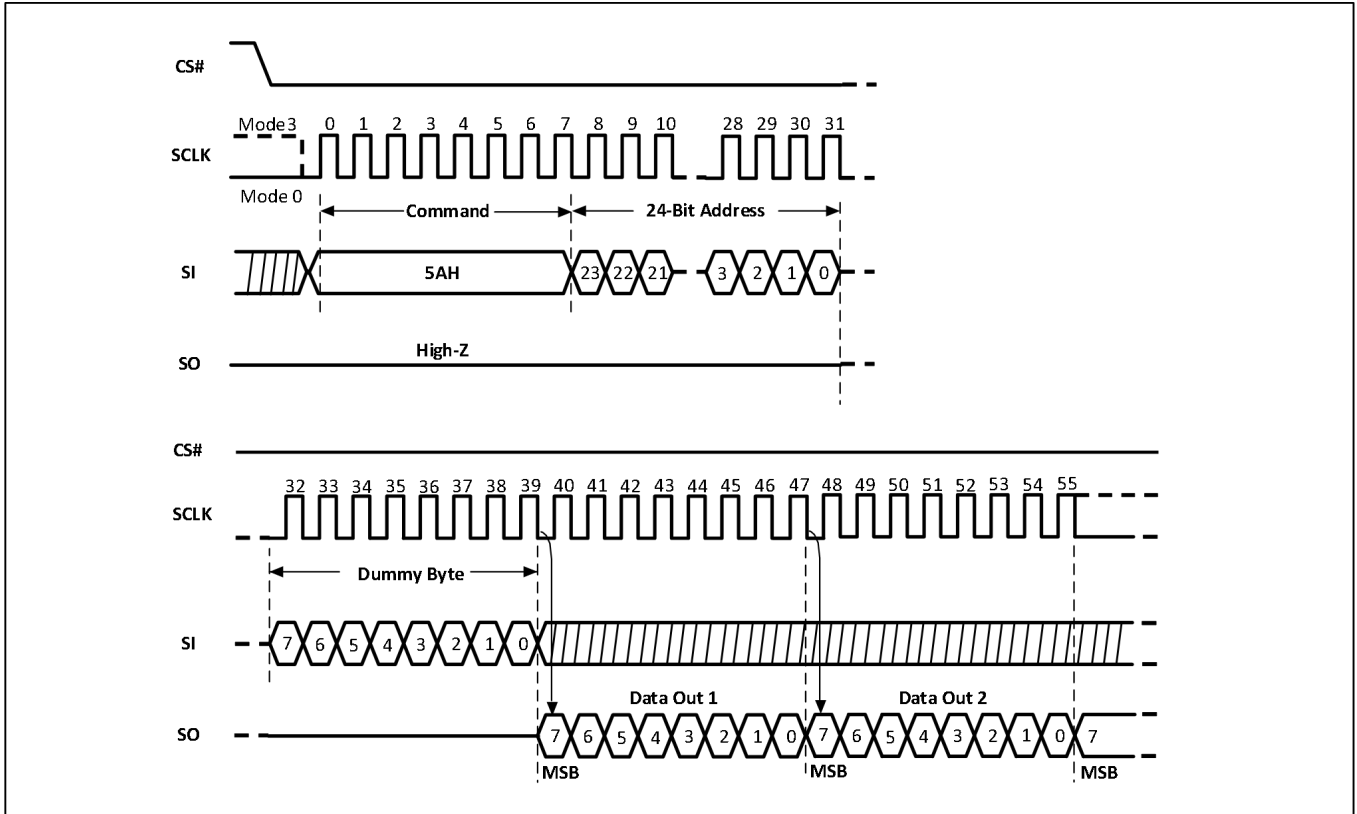 CS#
Mode3 0 1 2 3 4 5 6 7 8 9 10 28 29 30 31
SCLK
Mode 0
Command 24-Bit Address
SI 5AH 23 22 21 3 2 1 0
High-Z
SO
CS#
32 33 34 35 36 37 38 39 40 41 42 43 44 45 46 47 48 49 50 51 52 53 54 55
SCLK
Dummy Byte
SI 7 6 5 4 3 2 1 0
Data Out 1 Data Out 2
SO 7 6 5 4 3 2 1 0 7 6 5 4 3 2 1 0 7
MSB MSB MSB